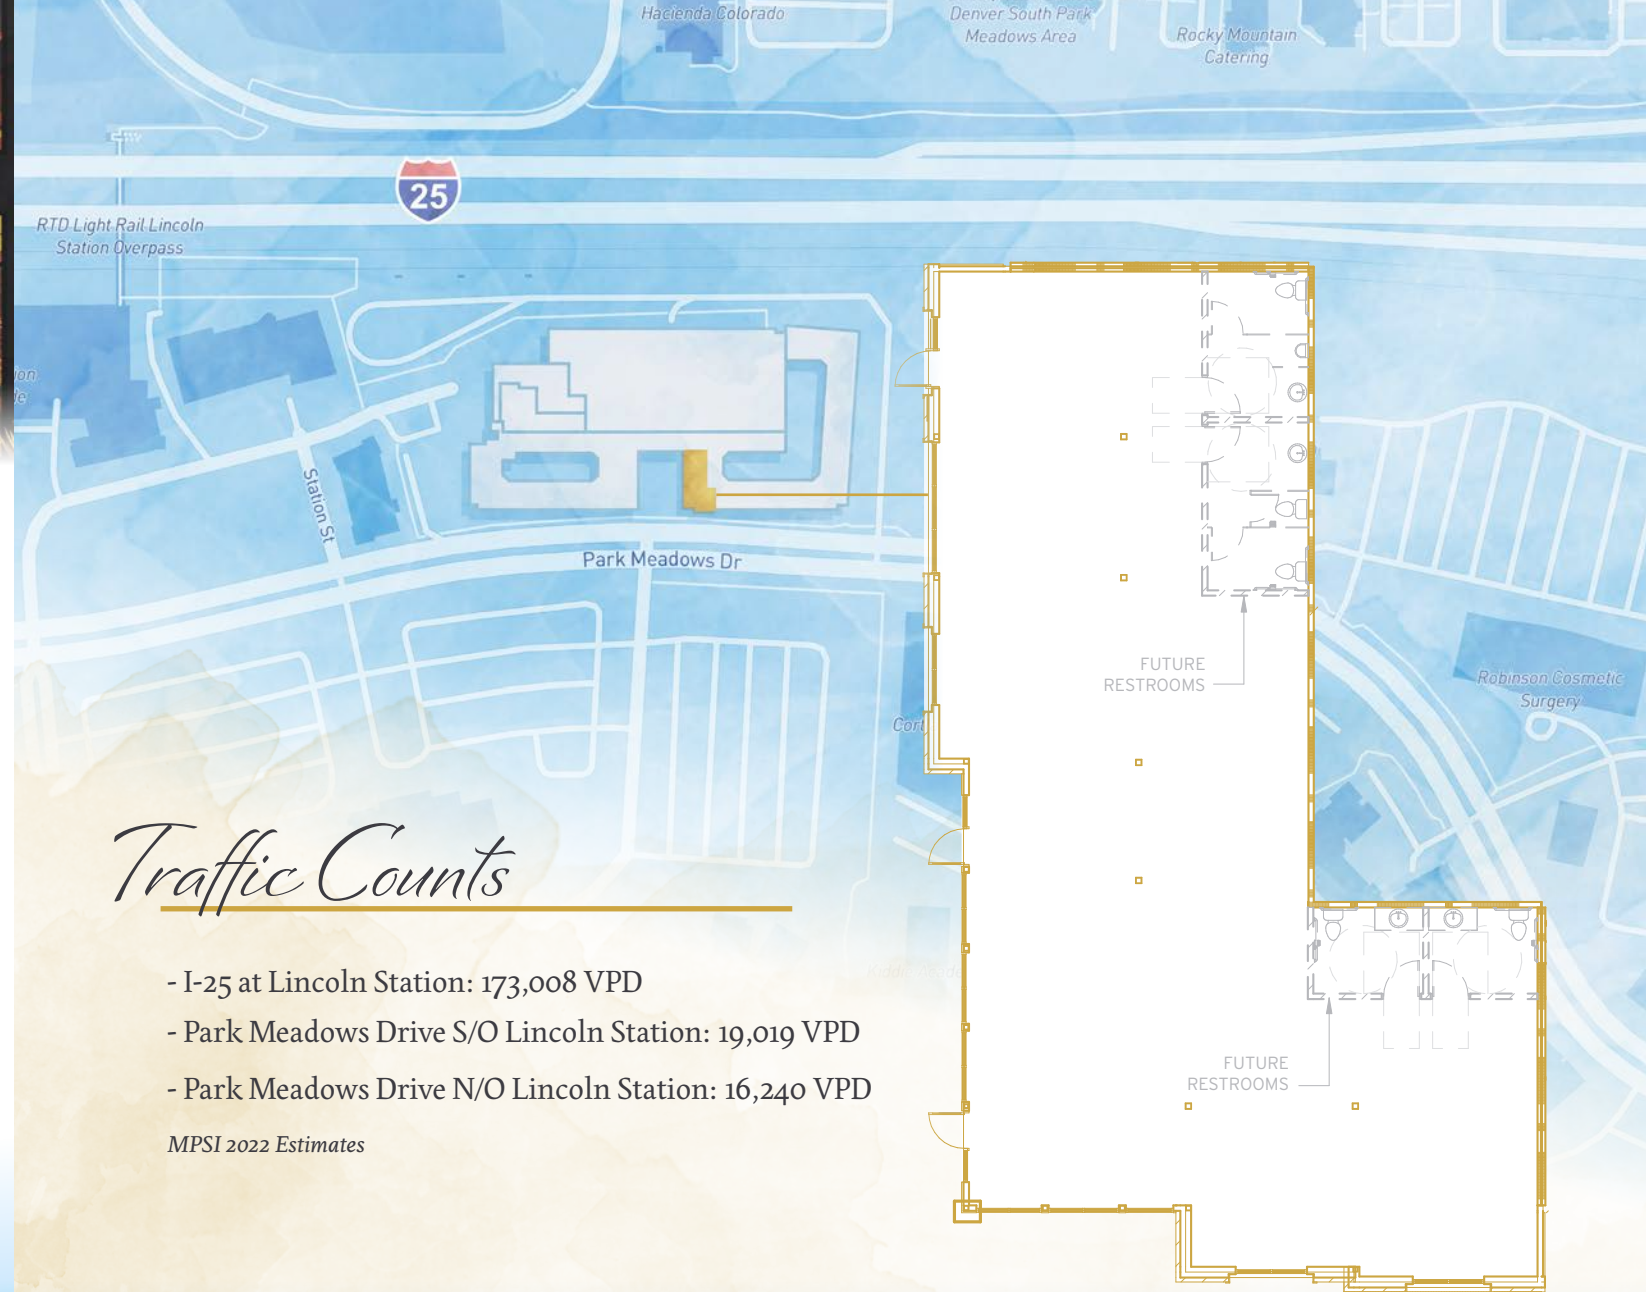 Hacienda Colorado
Denver South Park
Meadows Area
Rocky Mountain
Catering
25
RTD Light Rail Lincoln
Station Overpass
Station St
Park Meadows Dr
FUTURE
RESTROOMS
Robinson Cosmetic
Surgery
Traffic Counts
- I-25 at Lincoln Station: 173,008 VPD
- Park Meadows Drive S/O Lincoln Station: 19,019 VPD
- Park Meadows Drive N/O Lincoln Station: 16,240 VPD
MPSI 2022 Estimates
FUTURE
RESTROOMS